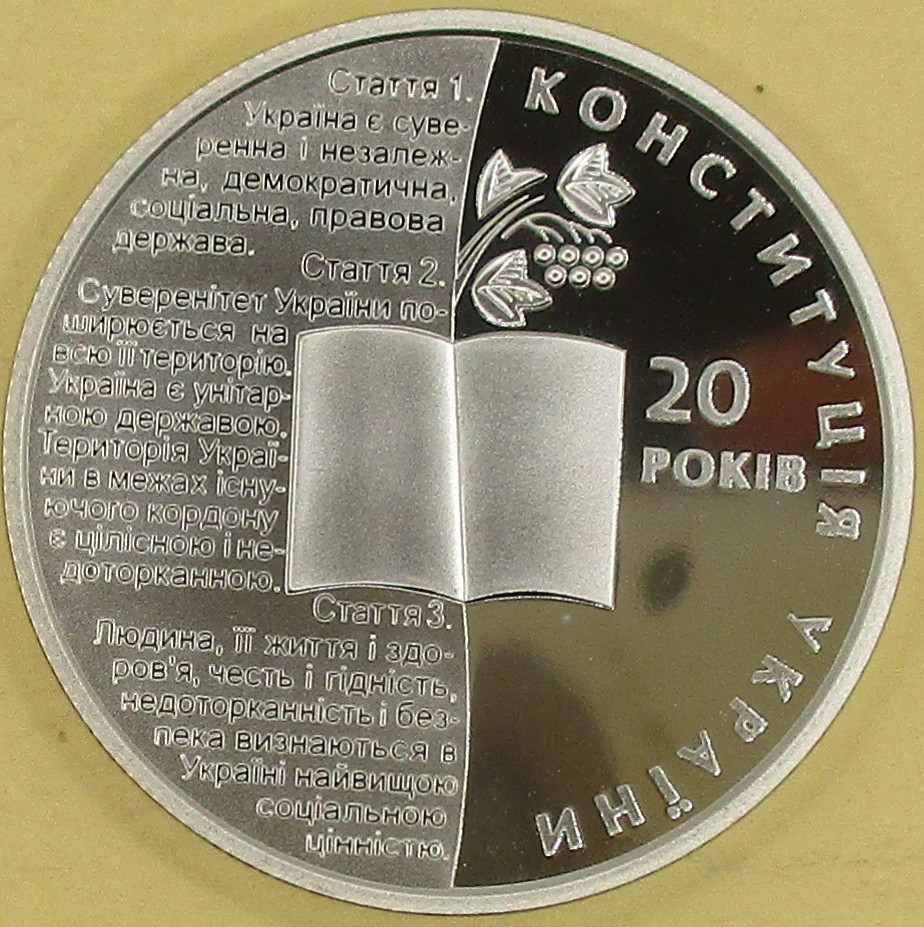 Стаття 1.
Україна є суве-
ренна і незалеж-
на, демократична,
соціальна, правова
держава.
Стаття 2.
Суверенітет України по-
ширюється на
всю її територію.
Україна є унітар-
ною державою.
Територія Украї-
ни в межах існу-
ючого кордону
є цілісною і не-
доторканною.
Стаття 3.
Людина, її життя і здо-
ров'я, честь і гідність,
недоторканність і без-
пека визнаються в
Україні найвищою
соціальною
цінністю.
КОНСТИТУЦІЯ УКРАЇНИ
20
РОКІВ